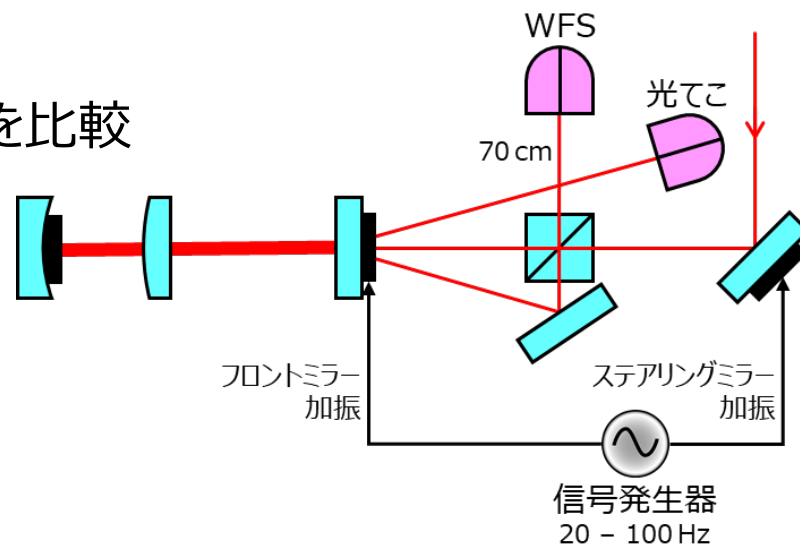 WFS
光てこ
を比較
70 cm
フロントミラー
加振
ステアリングミラー
加振
信号発生器
20 – 100 Hz